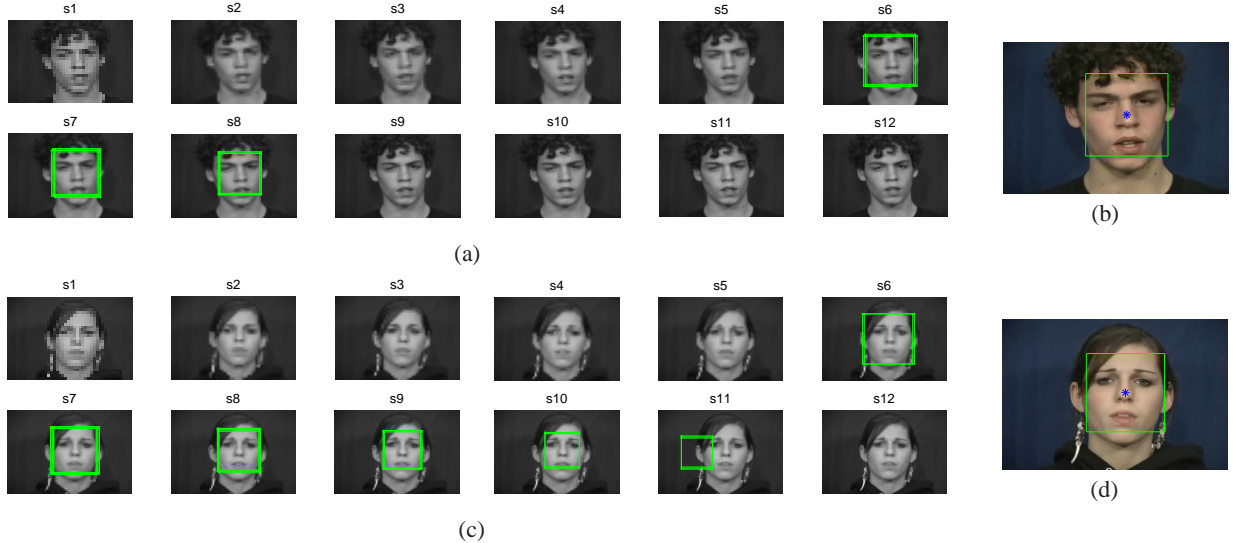 s1 s2 s3 s4 s5 s6
s7 s8 s9 s10 s11 s12
(b)
(a)
s1 s2 s3 s4 s5 s6
s7 s8 s9 s10 s11 s12
(d)
(c)